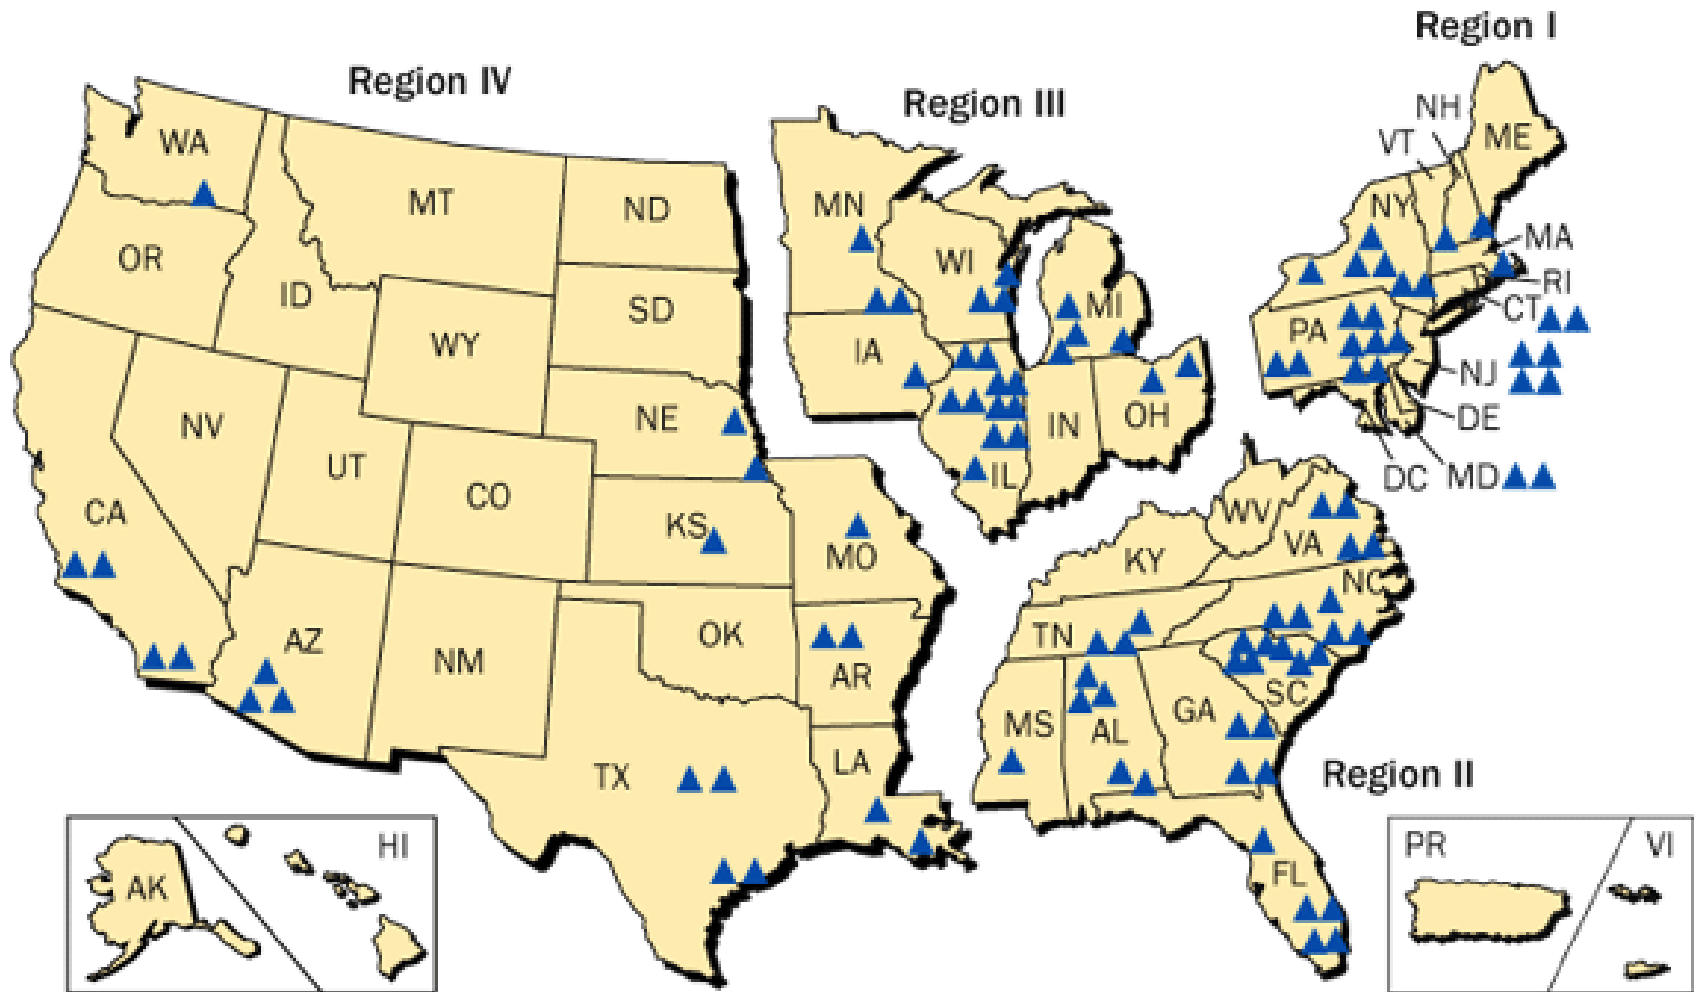 Region I
Region IV
Region III
NH
VT
ME
WA
MT
ND
MN
NY
OR
WI
MA
ID
SD
MI
RI
CT
WY
PA
IA
NJ
NV
NE
IN
OH
DE
UT
CO
IL
DC
MD
CA
KS
MO
WV
VA
KY
NC
AZ
NM
OK
TN
AR
SC
GA
MS
AL
TX
LA
Region II
HI
PR
VI
AK
FL